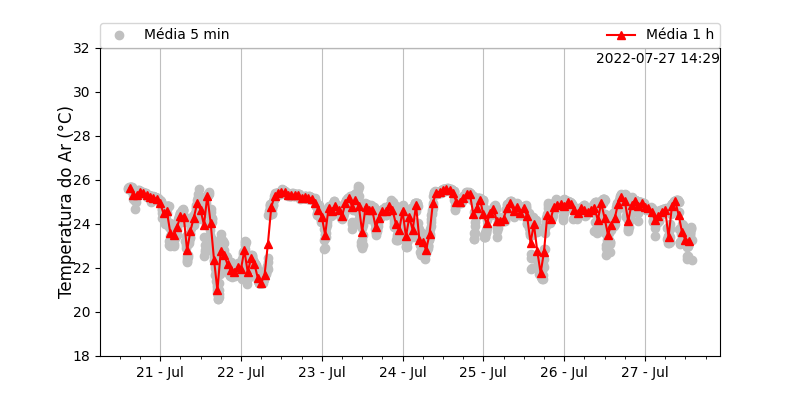 Média 5 min
Média 1 h
2022-07-27 14:29
Temperatura do Ar (°C)
32
30
28
26
24
22
20
18
21 - Jul
22 - Jul
23 - Jul
24 - Jul
25 - Jul
26 - Jul
27 - Jul